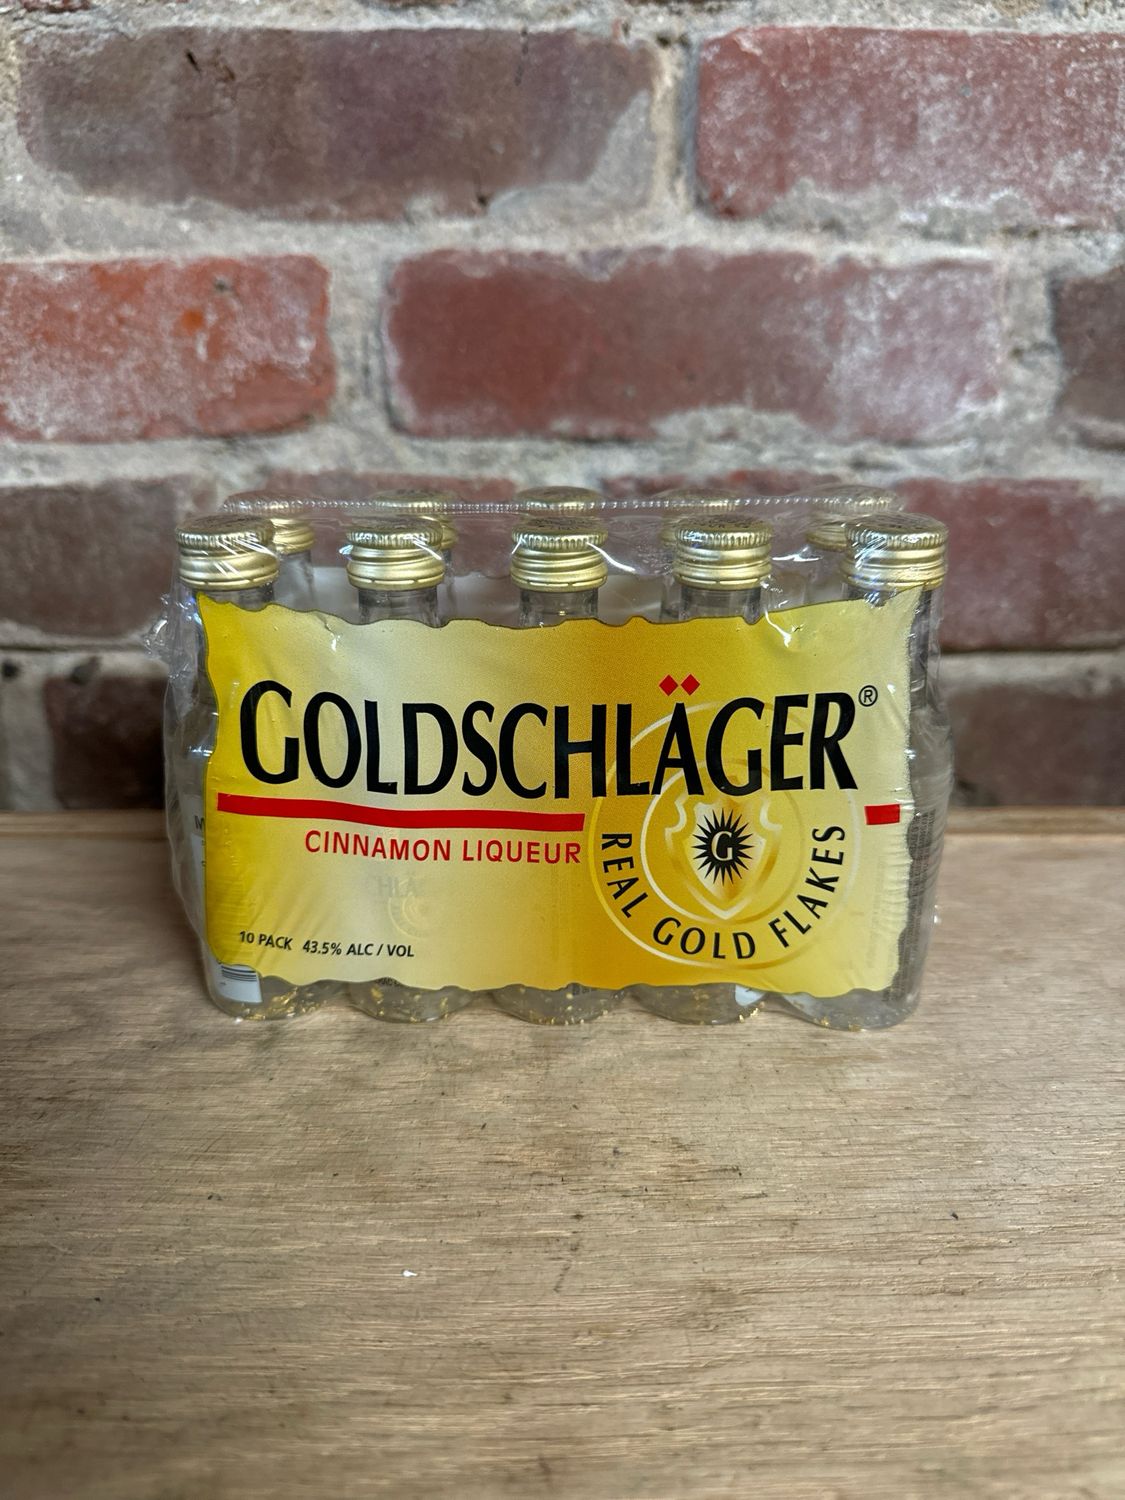 GOLDSCHLÄGER®
CINNAMON LIQUEUR
G
REAL GOLD FLAKES
10 PACK 43.5% ALC / VOL